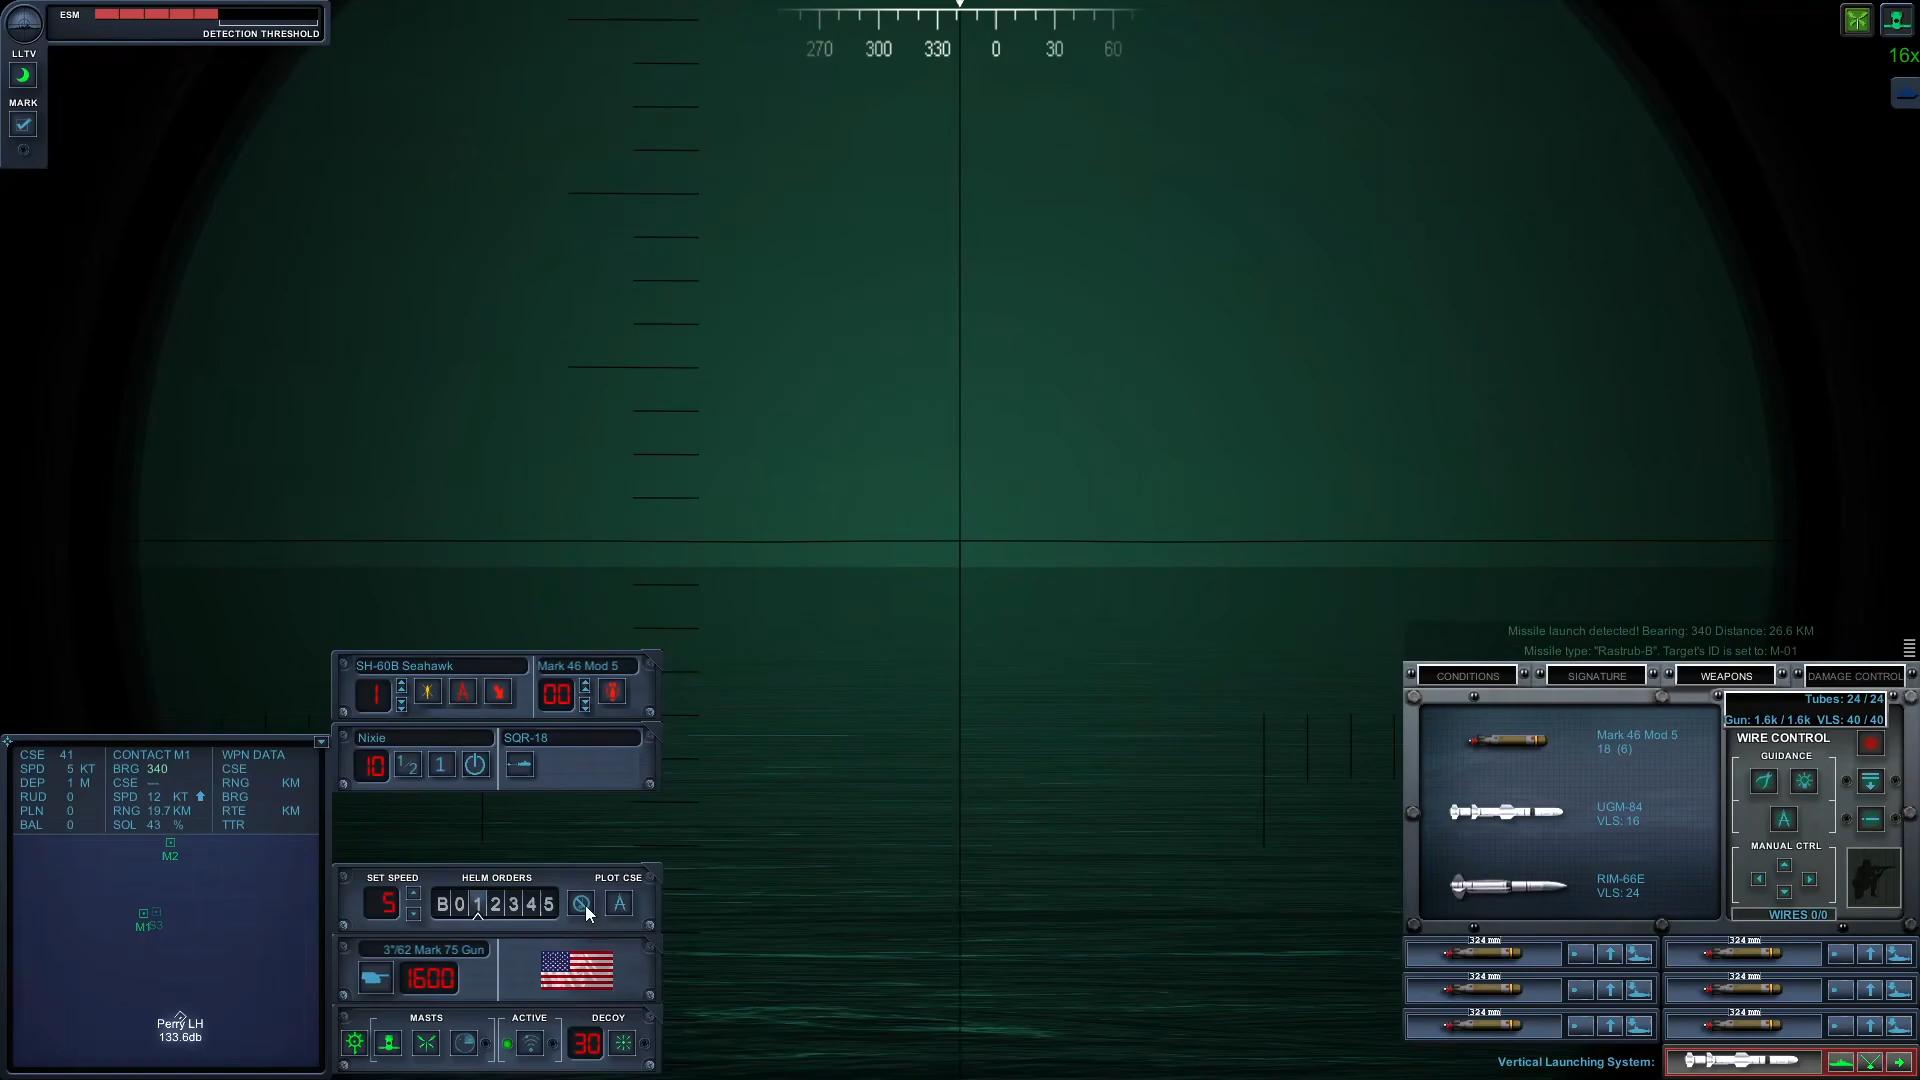 ESM
DETECTION THRESHOLD
LLTV
MARK
270 300 330 0 30 60
16x
Missile launch detected! Bearing: 340 Distance: 26.6 KM
Missile type: "Rastrub-B". Target's ID is set to: M-01
SH-60B Seahawk
Mark 46 Mod 5
1
00
Nixie
SQR-18
10 1/2 1
SET SPEED
HELM ORDERS
PLOT CSE
5
B 0 1 2 3 4 5
3"/62 Mark 75 Gun
1600
MASTS
ACTIVE
DECOY
30
CSE 41
SPD 5 KT
DEP 1 M
RUD 0
PLN 0
BAL 0
CONTACT M1
BRG 340
CSE ---
SPD 12 KT
RNG 19.7 KM
SOL 43 %
WPN DATA
CSE
RNG KM
BRG
RTE KM
TTR
M2
M1
S3
Perry LH
133.6db
CONDITIONS
SIGNATURE
WEAPONS
DAMAGE CONTROL
Tubes: 24 / 24
Gun: 1.6k / 1.6k VLS: 40 / 40
Mark 46 Mod 5
18 (6)
UGM-84
VLS: 16
RIM-66E
VLS: 24
WIRE CONTROL
GUIDANCE
MANUAL CTRL
WIRES 0/0
324 mm
324 mm
324 mm
324 mm
324 mm
324 mm
Vertical Launching System: